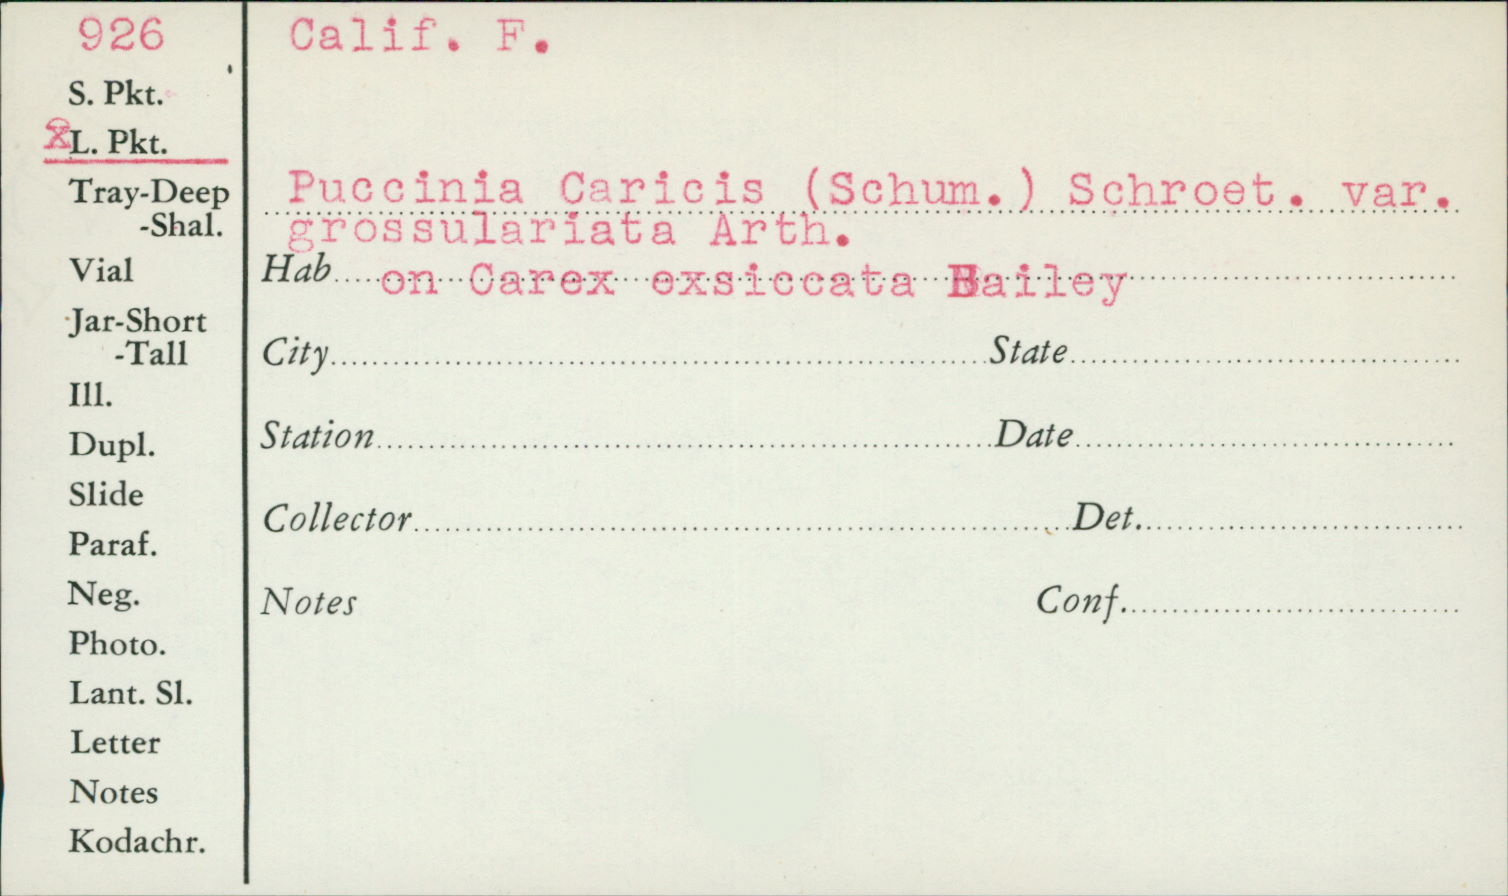 926
Calif. F.
S. Pkt.
X L. Pkt.
Puccinia Caricis (Schum.) Schroet. var.
Tray-Deep
-Shal.
grossulariata Arth.
Vial
Hab. on Carex exsiccata Bailey
Jar-Short
-Tall
City State
Ill.
Dupl.
Station Date
Slide
Collector Det.
Paraf.
Neg.
Notes Conf.
Photo.
Lant. Sl.
Letter
Notes
Kodachr.